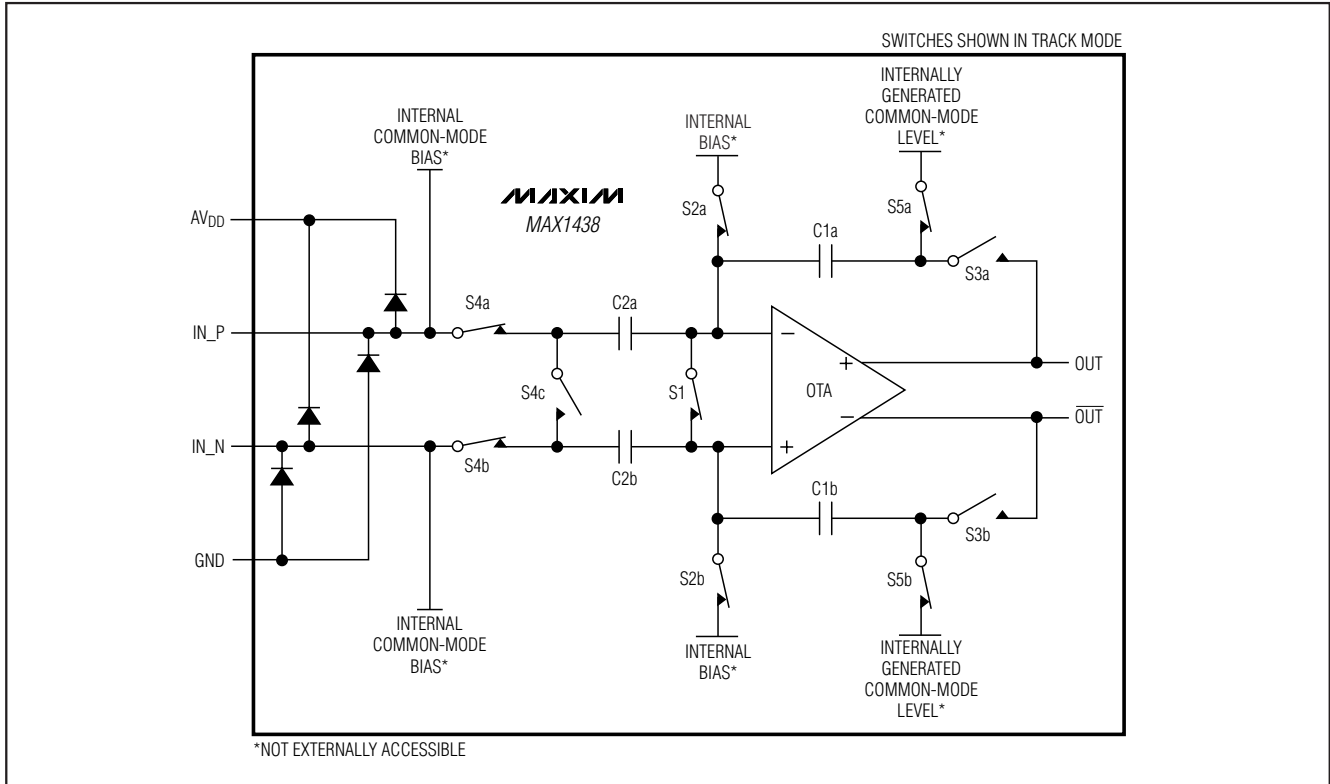 SWITCHES SHOWN IN TRACK MODE
INTERNAL
COMMON-MODE
BIAS*
INTERNAL
BIAS*
INTERNALLY
GENERATED
COMMON-MODE
LEVEL*
MAXIM
MAX1438
AVDD
S2a
S5a
C1a
S3a
S4a
C2a
IN_P
S4c
S1
OTA
OUT
OUT
IN_N
S4b
C2b
C1b
S3b
GND
S2b
S5b
INTERNAL
COMMON-MODE
BIAS*
INTERNAL
BIAS*
INTERNALLY
GENERATED
COMMON-MODE
LEVEL*
*NOT EXTERNALLY ACCESSIBLE